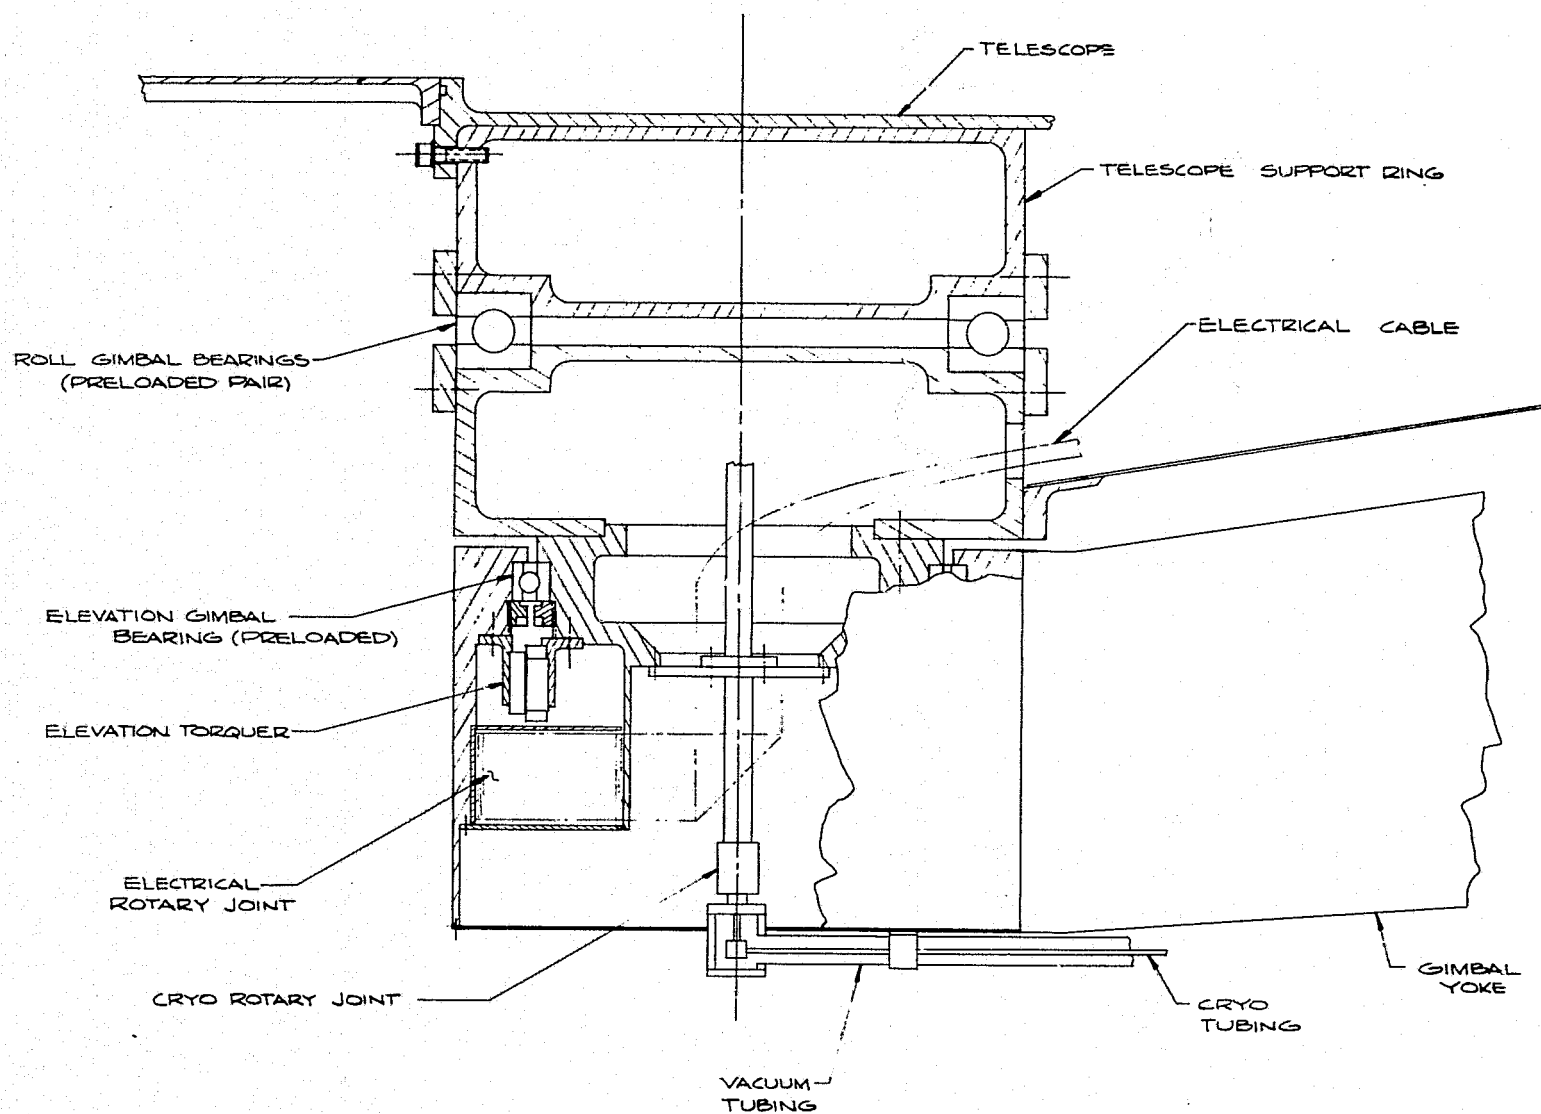 TELESCOPE
TELESCOPE SUPPORT RING
ELECTRICAL CABLE
ROLL GIMBAL BEARINGS
(PRELOADED PAIR)
ELEVATION GIMBAL
BEARING (PRELOADED)
ELEVATION TORQUER
ELECTRICAL
ROTARY JOINT
CRYO ROTARY JOINT
GIMBAL
YOKE
CRYO
TUBING
VACUUM
TUBING